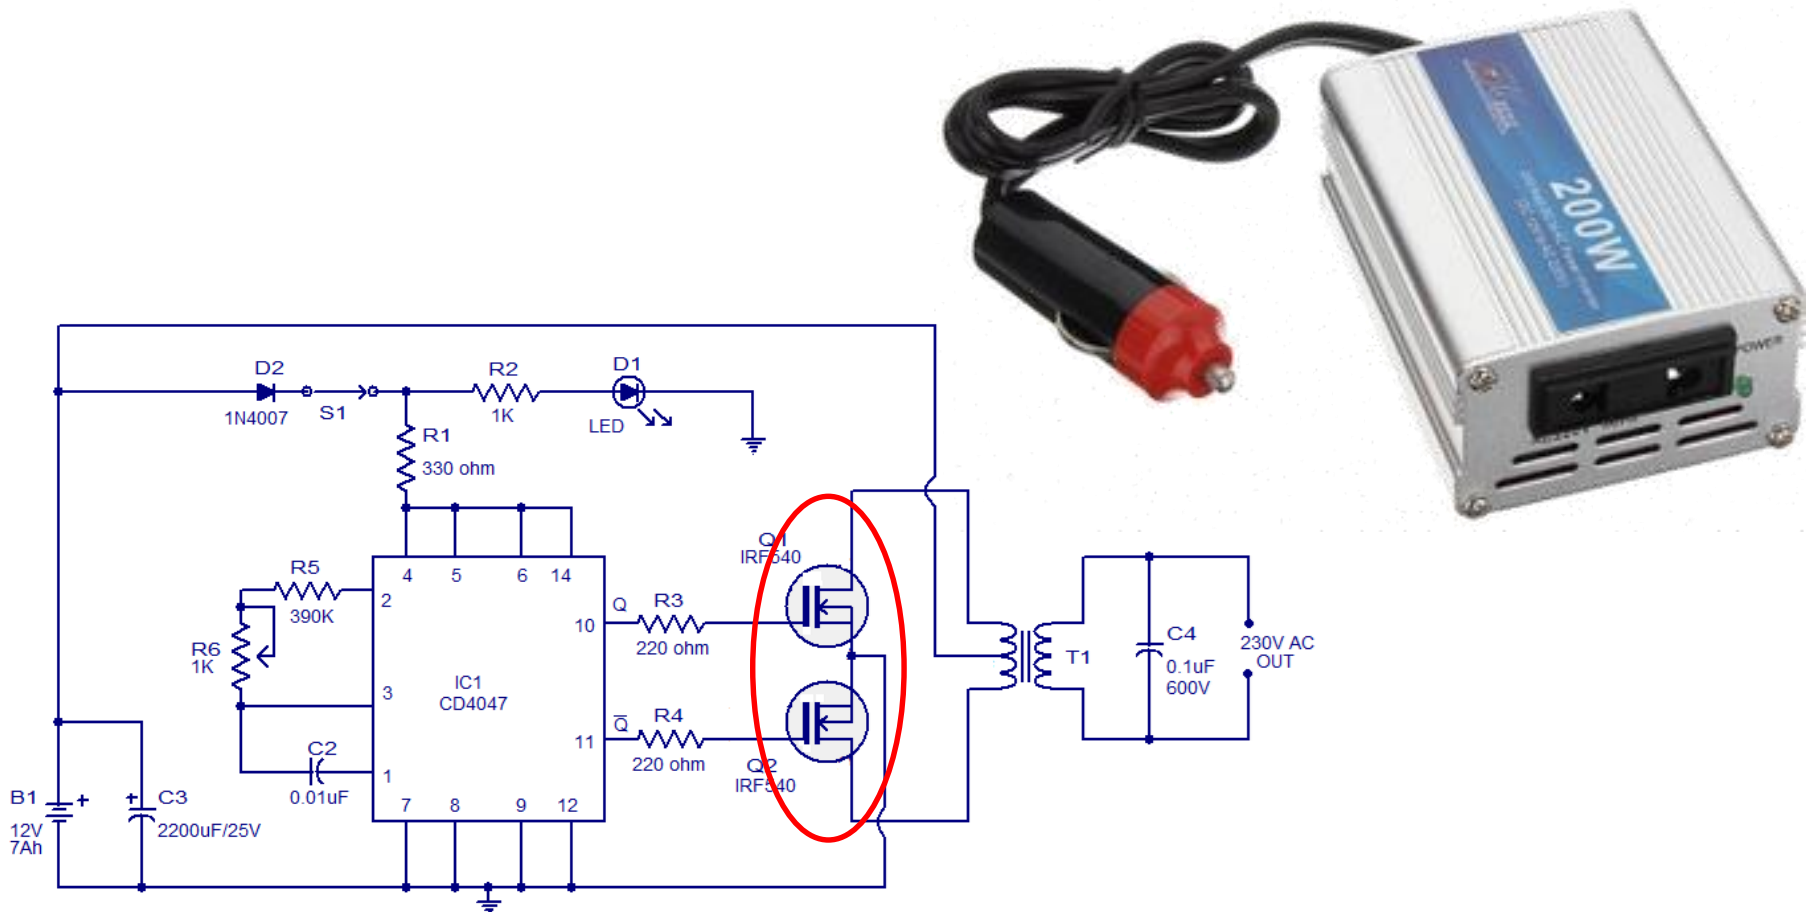 200W
POWER
D2
1N4007
S1
R2
1K
D1
LED
R1
330 ohm
R5
390K
R6
1K
C2
0.01uF
4
5
6
14
2
3
1
10
11
7
8
9
12
IC1
CD4047
Q
R3
220 ohm
Q̅
R4
220 ohm
Q1
IRF540
Q2
IRF540
T1
C4
0.1uF
600V
230V AC
OUT
B1
+
12V
7Ah
+
C3
2200uF/25V